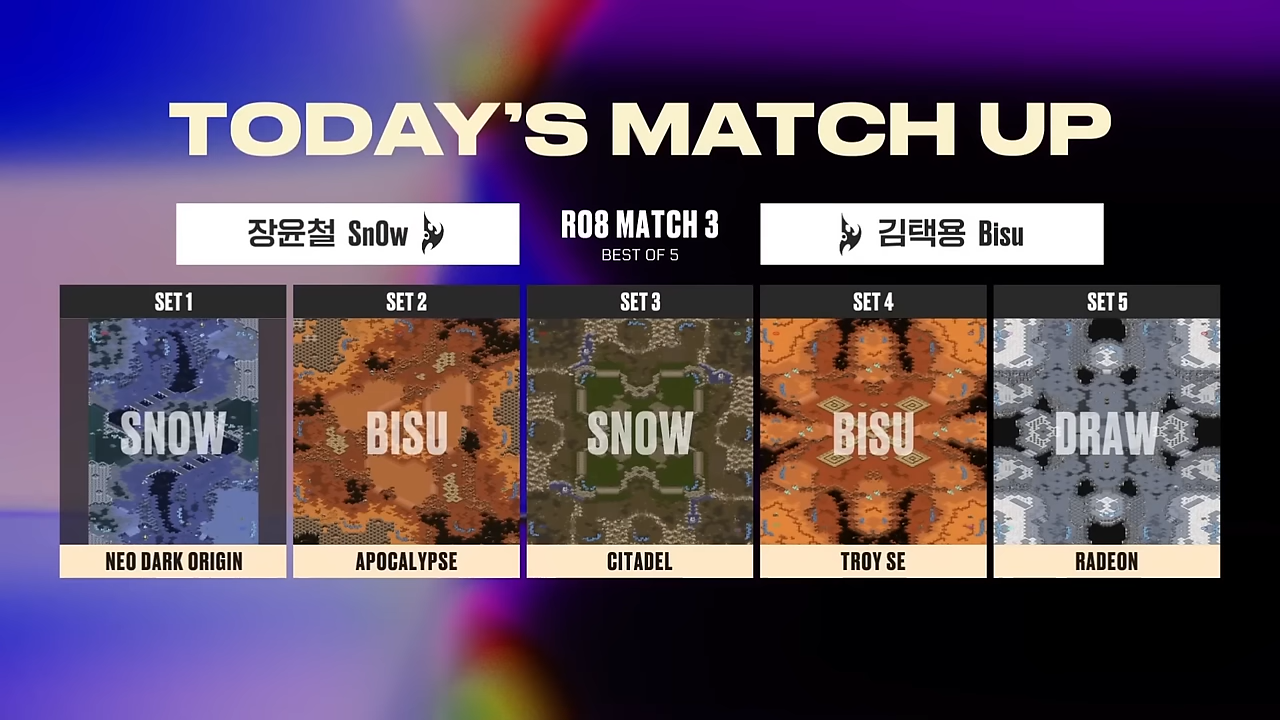 TODAY'S MATCH UP
장윤철 Sn0w
RO8 MATCH 3
BEST OF 5
김택용 Bisu
SET 1
SET 2
SET 3
SET 4
SET 5
SNOW
BISU
SNOW
BISU
DRAW
NEO DARK ORIGIN
APOCALYPSE
CITADEL
TROY SE
RADEON